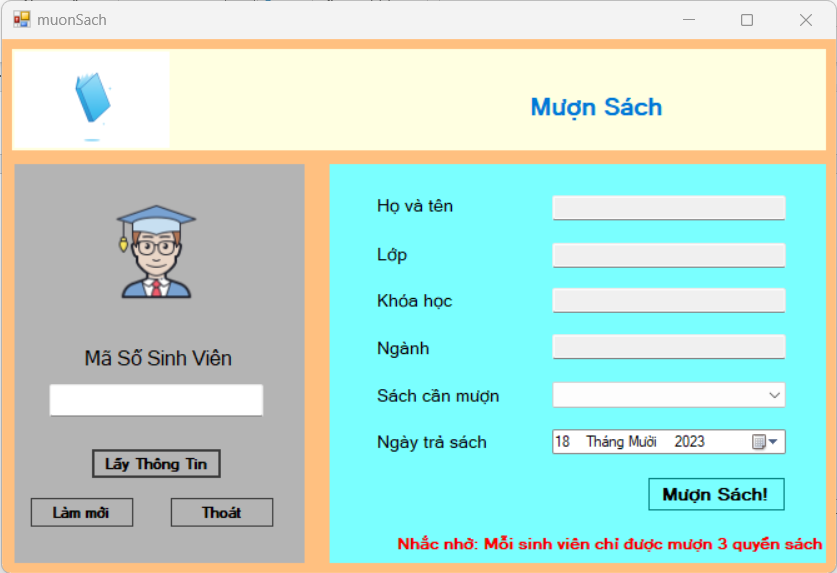 muonSach
Mượn Sách
Mã Số Sinh Viên
Lấy Thông Tin
Làm mới
Thoát
Họ và tên
Lớp
Khóa học
Ngành
Sách cần mượn
Ngày trả sách
18 Tháng Mười 2023
Mượn Sách!
Nhắc nhở: Mỗi sinh viên chỉ được mượn 3 quyển sách